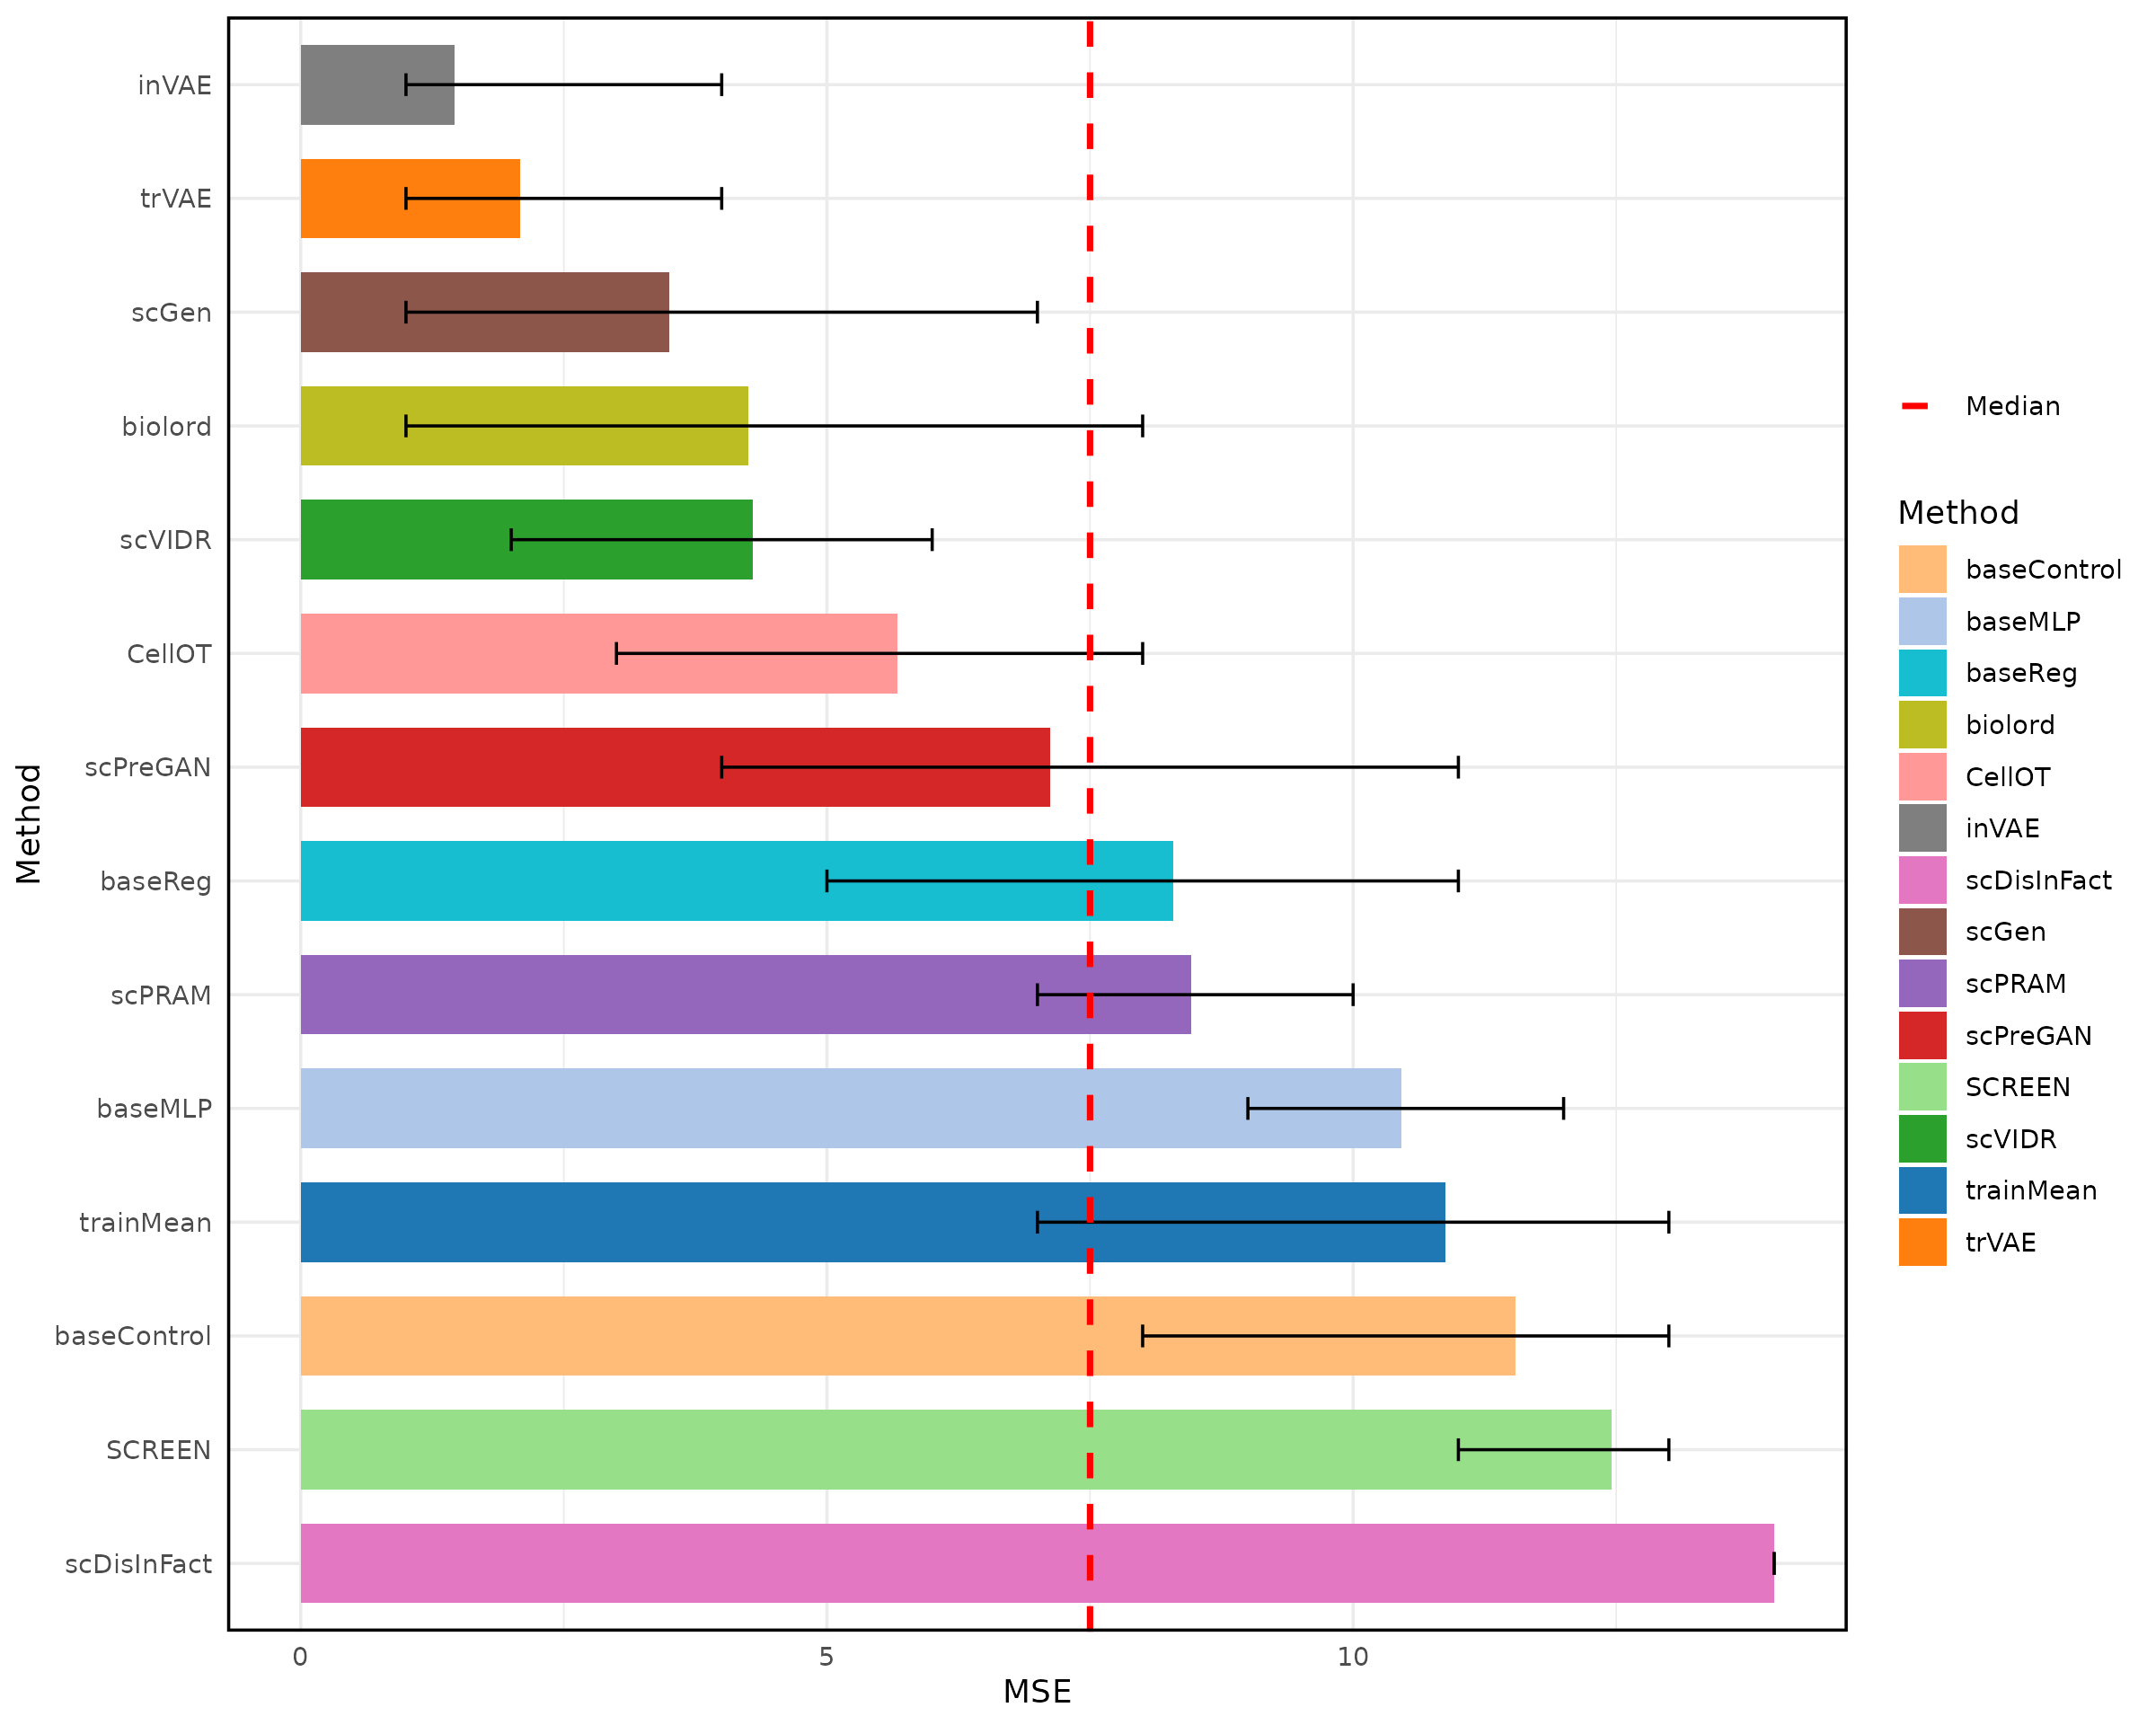 Method
inVAE
trVAE
scGen
biolord
scVIDR
CellOT
scPreGAN
baseReg
scPRAM
baseMLP
trainMean
baseControl
SCREEN
scDisInFact
0 5 10
MSE
Median
Method
baseControl
baseMLP
baseReg
biolord
CellOT
inVAE
scDisInFact
scGen
scPRAM
scPreGAN
SCREEN
scVIDR
trainMean
trVAE